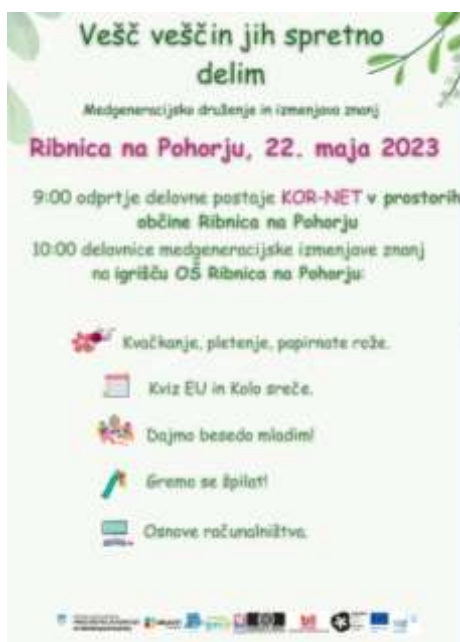 Vešč veščin jih spretno
delim
Medgeneracijsko druženje in izmenjava znanj
Ribnica na Pohorju, 22. maja 2023
9:00 odprtje delovne postaje KOR-NET v prostorih
občine Ribnica na Pohorju
10:00 delavnice medgeneracijske izmenjave znanj
na igrišču OŠ Ribnica na Pohorju:
Kvačkanje, pletenje, papirnate rože.
Kviz EU in Kolo sreče.
Dajmo besedo mladim!
Gremo se špilat!
Osnove računalništva.